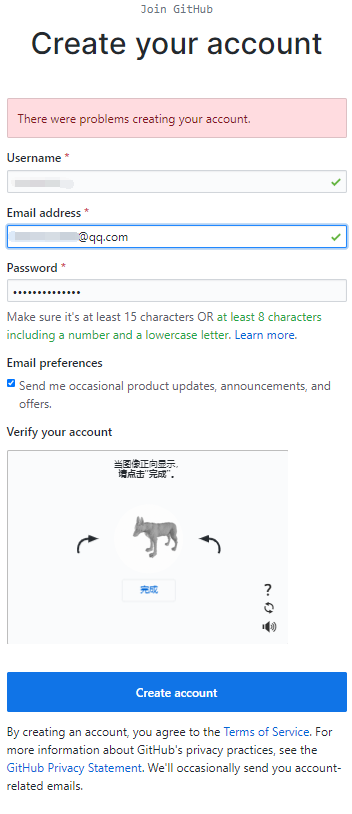 Join GitHub
Create your account
There were problems creating your account.
Username *
Email address *
@qq.com
Password *
••••••••••••••
Make sure it's at least 15 characters OR at least 8 characters
including a number and a lowercase letter. Learn more.
Email preferences
Send me occasional product updates, announcements, and
offers.
Verify your account
当图像正向显示,
请点击"完成"。
完成
?
Create account
By creating an account, you agree to the Terms of Service. For
more information about GitHub's privacy practices, see the
GitHub Privacy Statement. We'll occasionally send you account-
related emails.